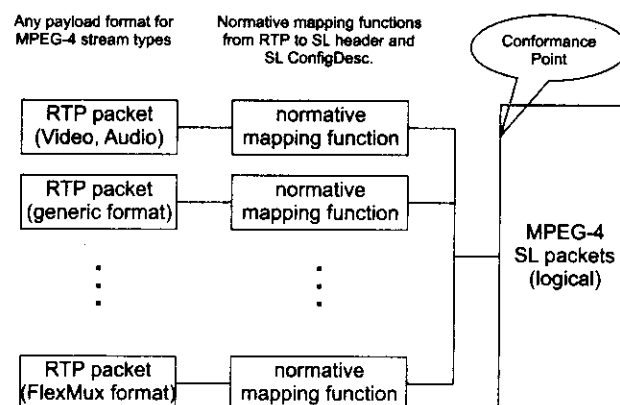 Any payload format for
MPEG-4 stream types
Normative mapping functions
from RTP to SL header and
SL ConfigDesc.
Conformance
Point
RTP packet
(Video, Audio)
normative
mapping function
RTP packet
(generic format)
normative
mapping function
MPEG-4
SL packets
(logical)
RTP packet
(FlexMux format)
normative
mapping function